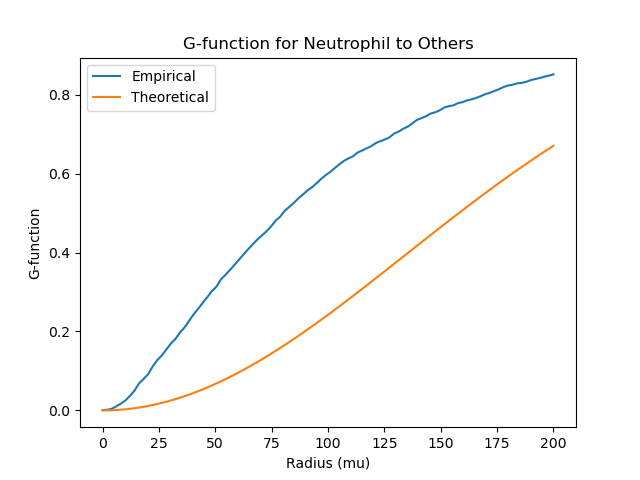 G-function for Neutrophil to Others
Empirical
Theoretical
G-function
0.8
0.6
0.4
0.2
0.0
0 25 50 75 100 125 150 175 200
Radius (mu)